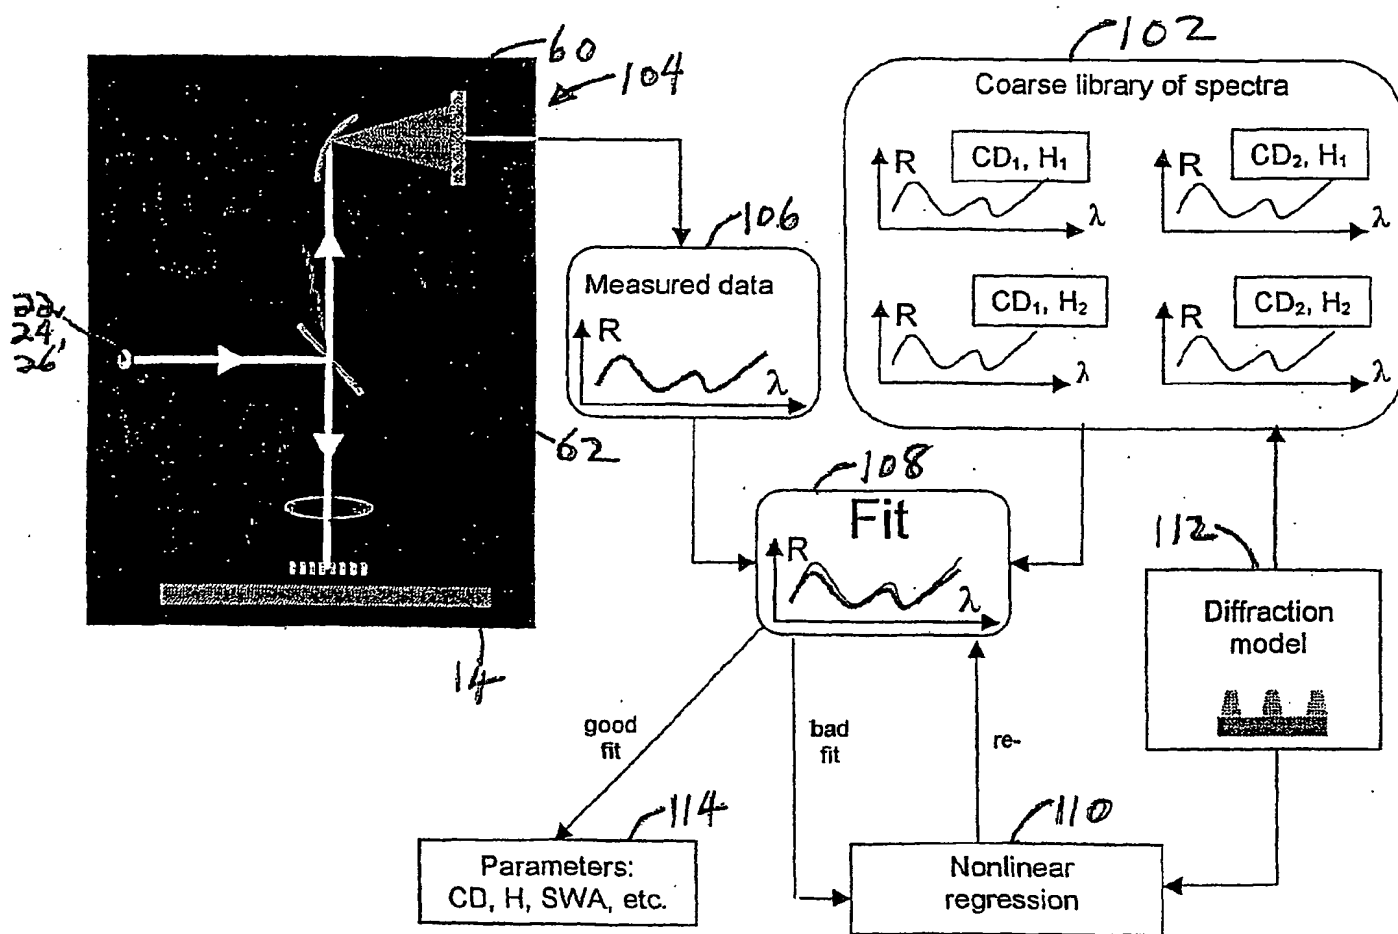 60
104
102
Coarse library of spectra
R
CD₁, H₁
λ
R
CD₂, H₁
λ
R
CD₁, H₂
λ
R
CD₂, H₂
λ
106
Measured data
R
λ
22,
24,
26'
62
108
Fit
R
λ
112
Diffraction
model
14
good
fit
bad
fit
re-
114
Parameters:
CD, H, SWA, etc.
110
Nonlinear
regression